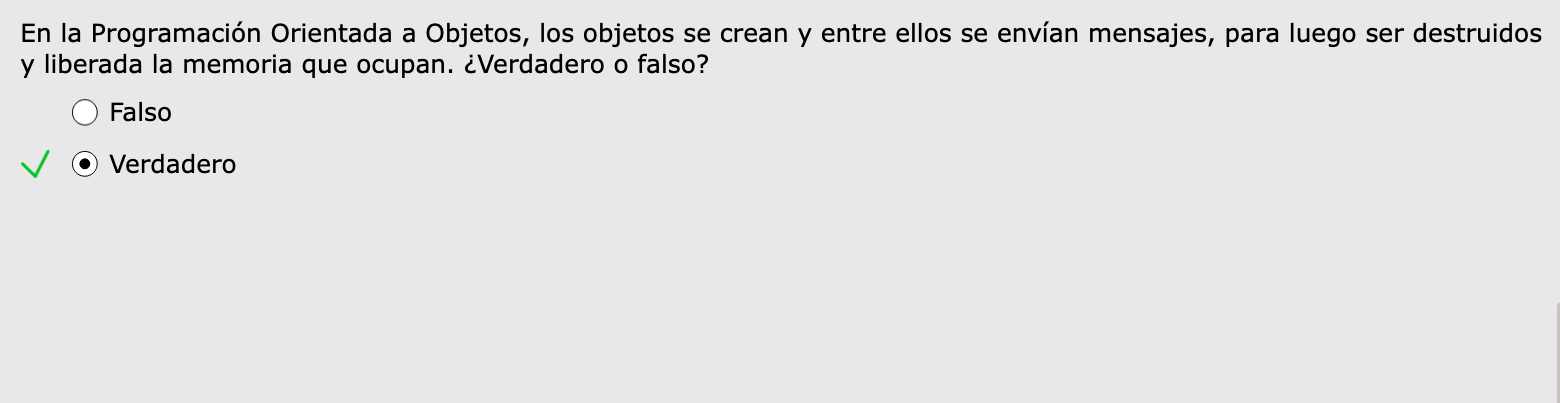 En la Programación Orientada a Objetos, los objetos se crean y entre ellos se envían mensajes, para luego ser destruidos
y liberada la memoria que ocupan. ¿Verdadero o falso?
Falso
Verdadero